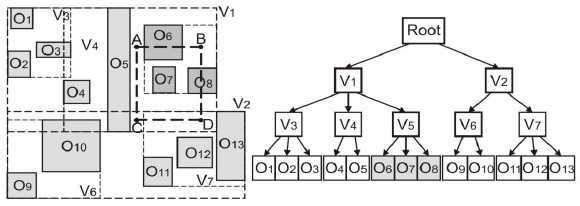 O1 V3 V1
A O6 B
O3 V4
O2 O5 O7 O8
O4
C D V2
O10 O12 O13
O11
O9 V6 V7
Root
V1 V2
V3 V4 V5 V6 V7
O1 O2 O3 O4 O5 O6 O7 O8 O9 O10 O11 O12 O13